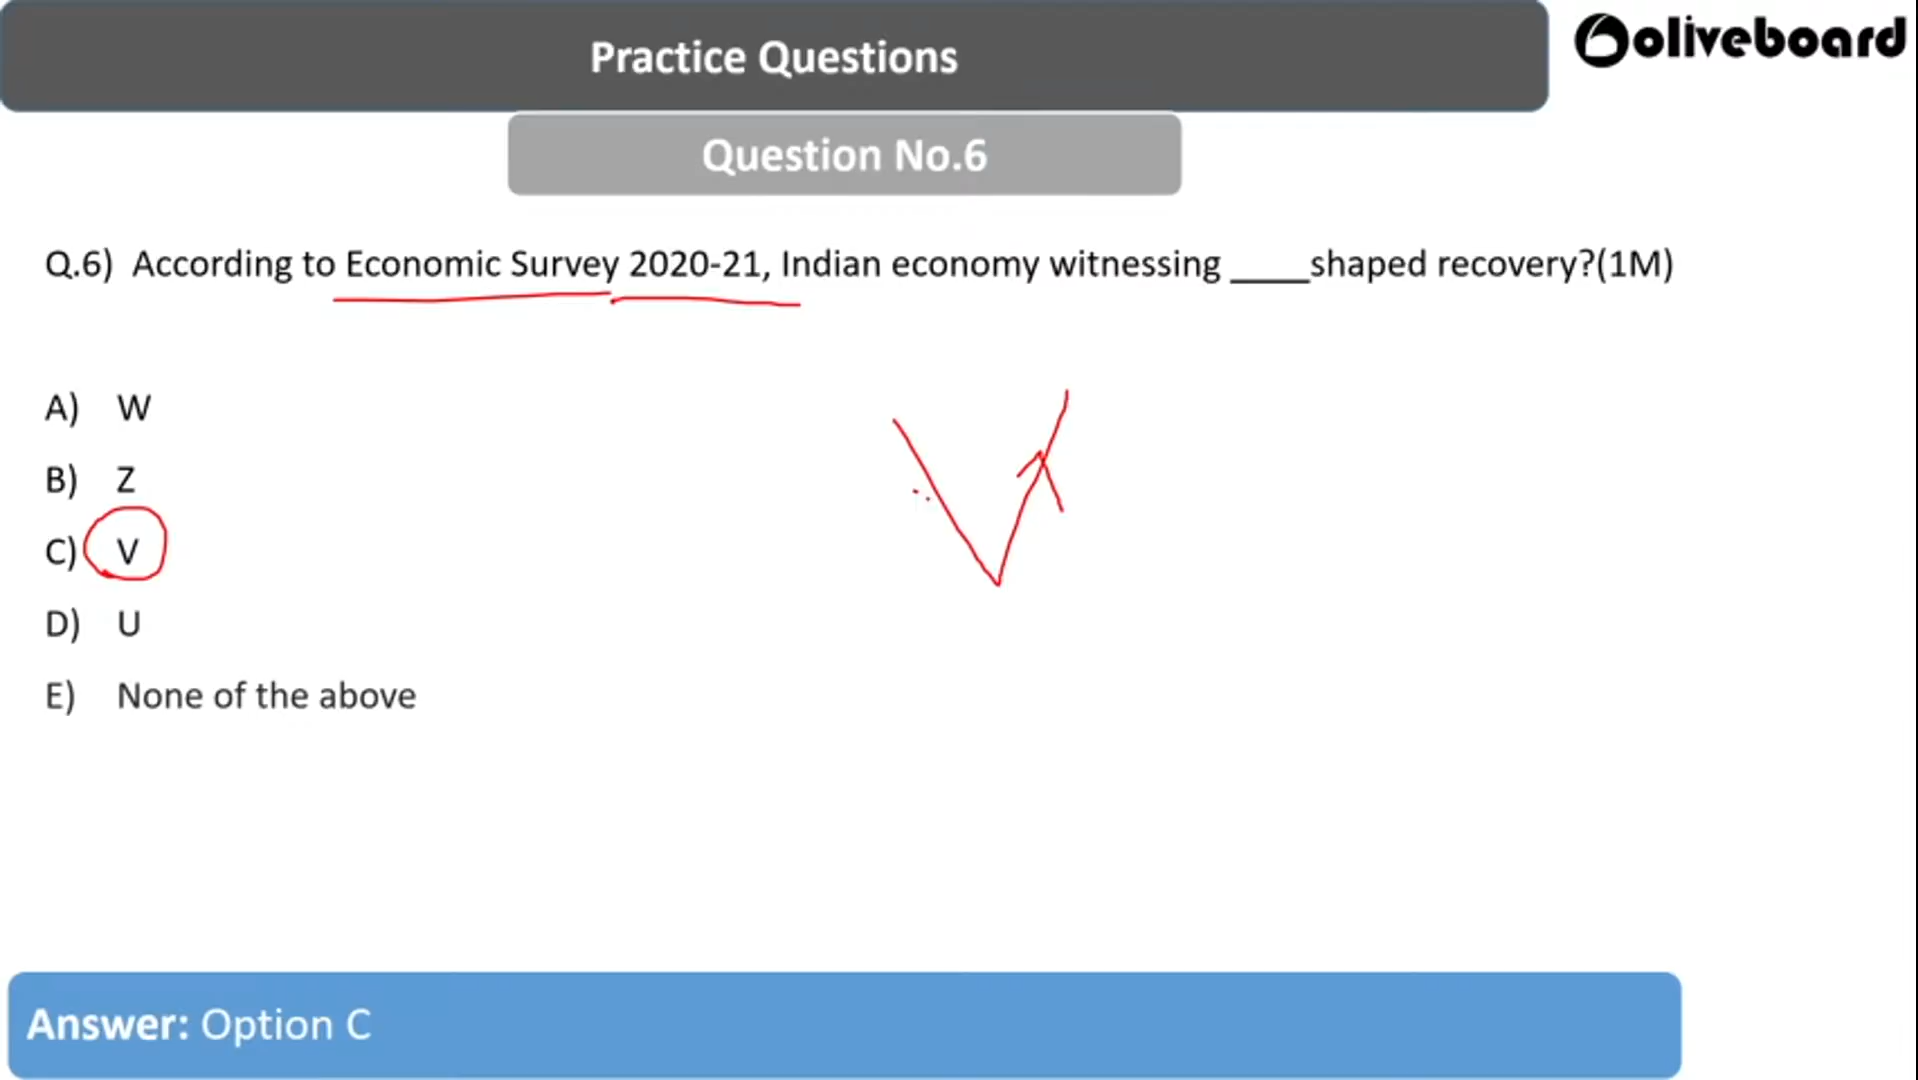 Practice Questions
oliveboard
Question No.6
Q.6) According to Economic Survey 2020-21, Indian economy witnessing ____shaped recovery?(1M)
A) W
B) Z
C) V
D) U
E) None of the above
Answer: Option C